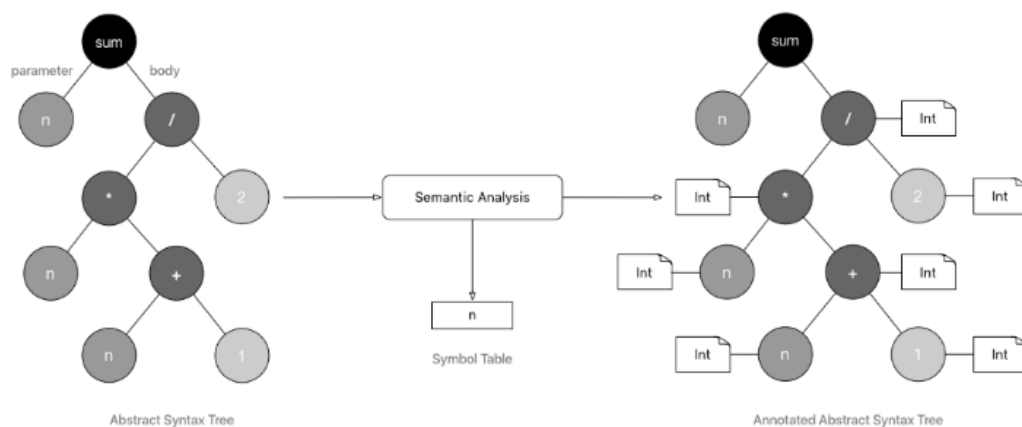 sum
parameter
body
n
/
*
2
n
+
n
1
Abstract Syntax Tree
Semantic Analysis
n
Symbol Table
sum
n
/
Int
Int
*
2
Int
Int
n
+
Int
Int
n
1
Int
Annotated Abstract Syntax Tree